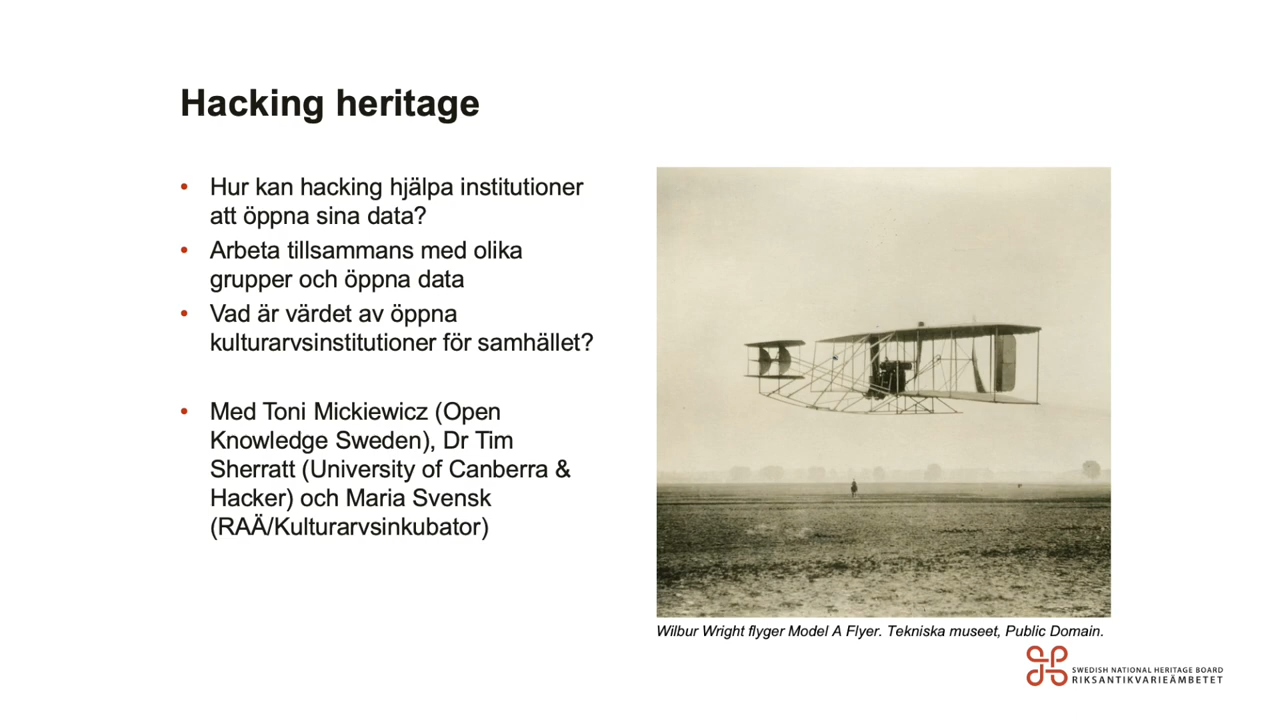 Hacking heritage
• Hur kan hacking hjälpa institutioner
att öppna sina data?
• Arbeta tillsammans med olika
grupper och öppna data
• Vad är värdet av öppna
kulturarvsinstitutioner för samhället?
• Med Toni Mickiewicz (Open
Knowledge Sweden), Dr Tim
Sherratt (University of Canberra &
Hacker) och Maria Svensk
(RAÄ/Kulturarvsinkubator)
Wilbur Wright flyger Model A Flyer. Tekniska museet, Public Domain.
SWEDISH NATIONAL HERITAGE BOARD
RIKSANTIKVARIEÄMBETET